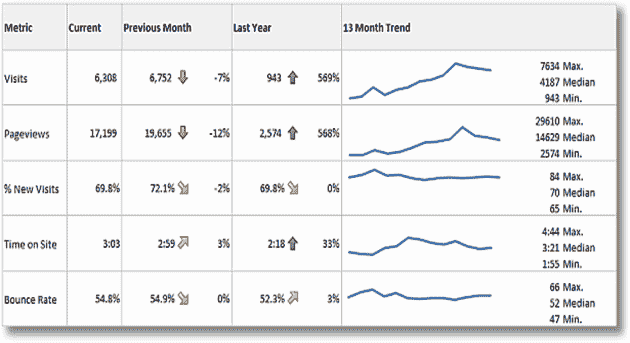 Metric Current Previous Month Last Year 13 Month Trend
7634 Max.
Visits 6,308 6,752 -7% 943 569% 4187 Median
943 Min.
29610 Max.
Pageviews 17,199 19,655 -12% 2,574 568% 14629 Median
2574 Min.
84 Max.
% New Visits 69.8% 72.1% -2% 69.8% 0% 70 Median
65 Min.
4:44 Max.
Time on Site 3:03 2:59 3% 2:18 33% 3:21 Median
1:55 Min.
66 Max.
Bounce Rate 54.8% 54.9% 0% 52.3% 3% 52 Median
47 Min.